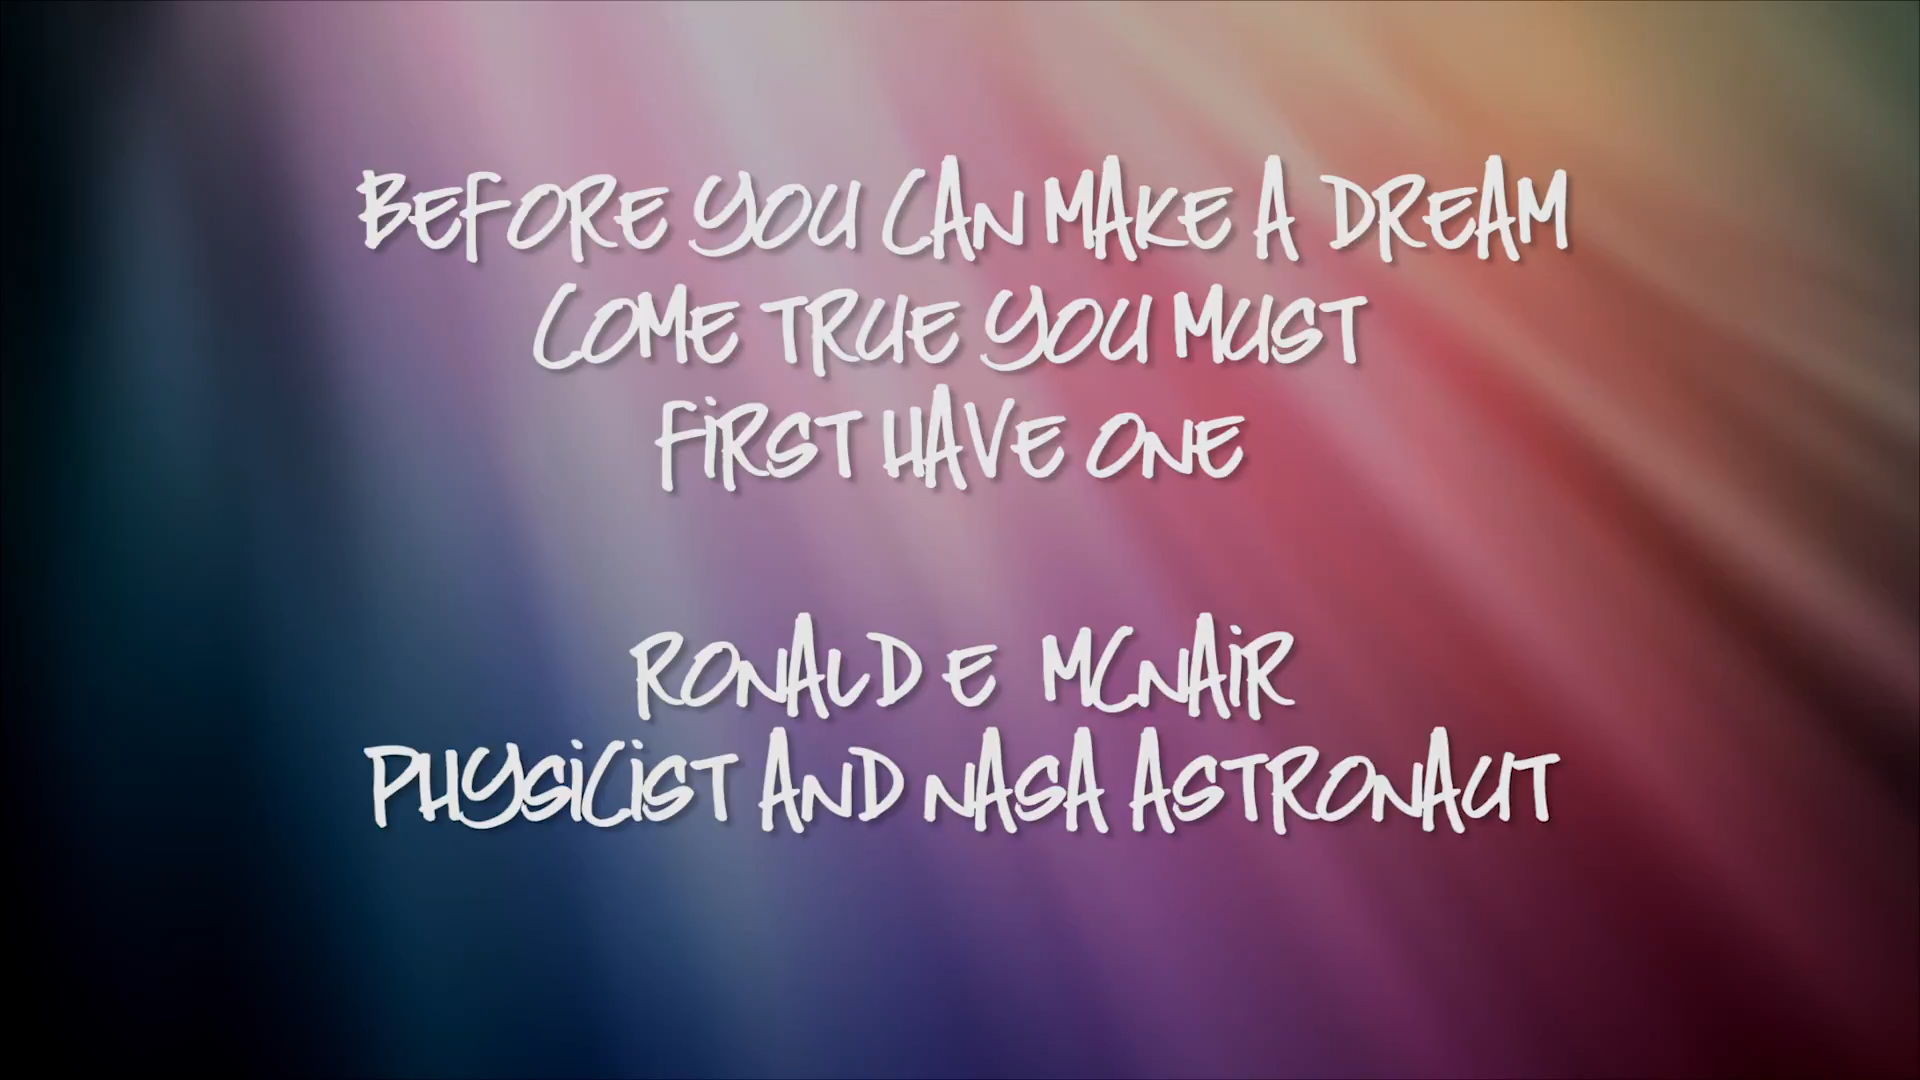 BEFORE YOU CAN MAKE A DREAM
COME TRUE YOU MUST
FIRST HAVE ONE
RONALD E MCNAIR
PHYSICIST AND NASA ASTRONAUT